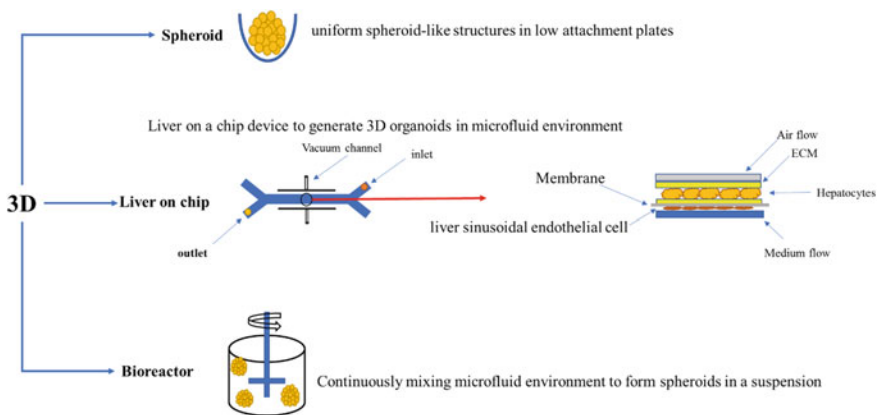 Spheroid
uniform spheroid-like structures in low attachment plates
Liver on a chip device to generate 3D organoids in microfluid environment
Vacuum channel
inlet
Air flow
ECM
Membrane
Hepatocytes
3D
Liver on chip
liver sinusoidal endothelial cell
outlet
Medium flow
Bioreactor
Continuously mixing microfluid environment to form spheroids in a suspension